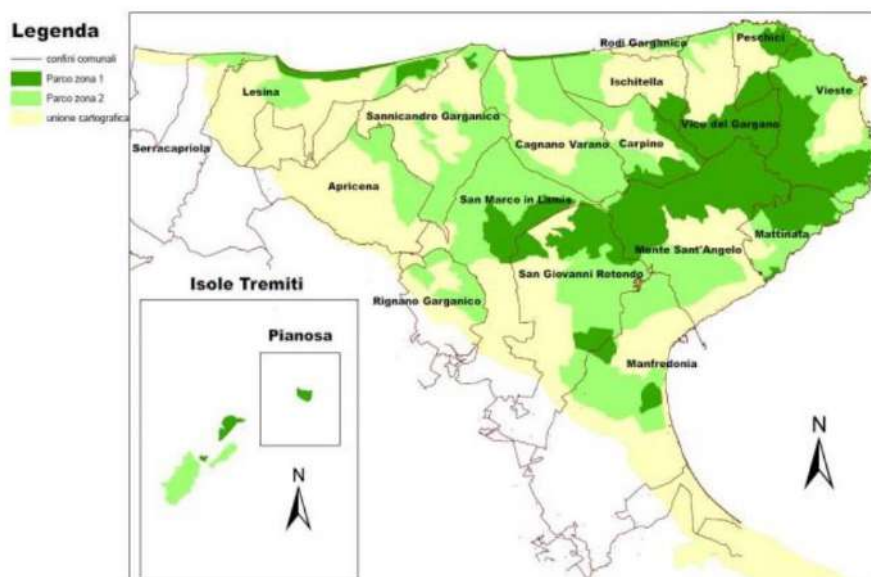 Legenda
confini comunali
Parco zona 1
Parco zona 2
unione cartografica
Rodi Garganico
Peschici
Lesina
Ischitella
Vieste
Sannicandro Garganico
Vico del Gargano
Serracapriola
Cagnano Varano
Carpino
Apricena
San Marco in Lamis
Mattinata
Monte Sant'Angelo
San Giovanni Rotondo
Isole Tremiti
Rignano Garganico
Pianosa
Manfredonia
N
N